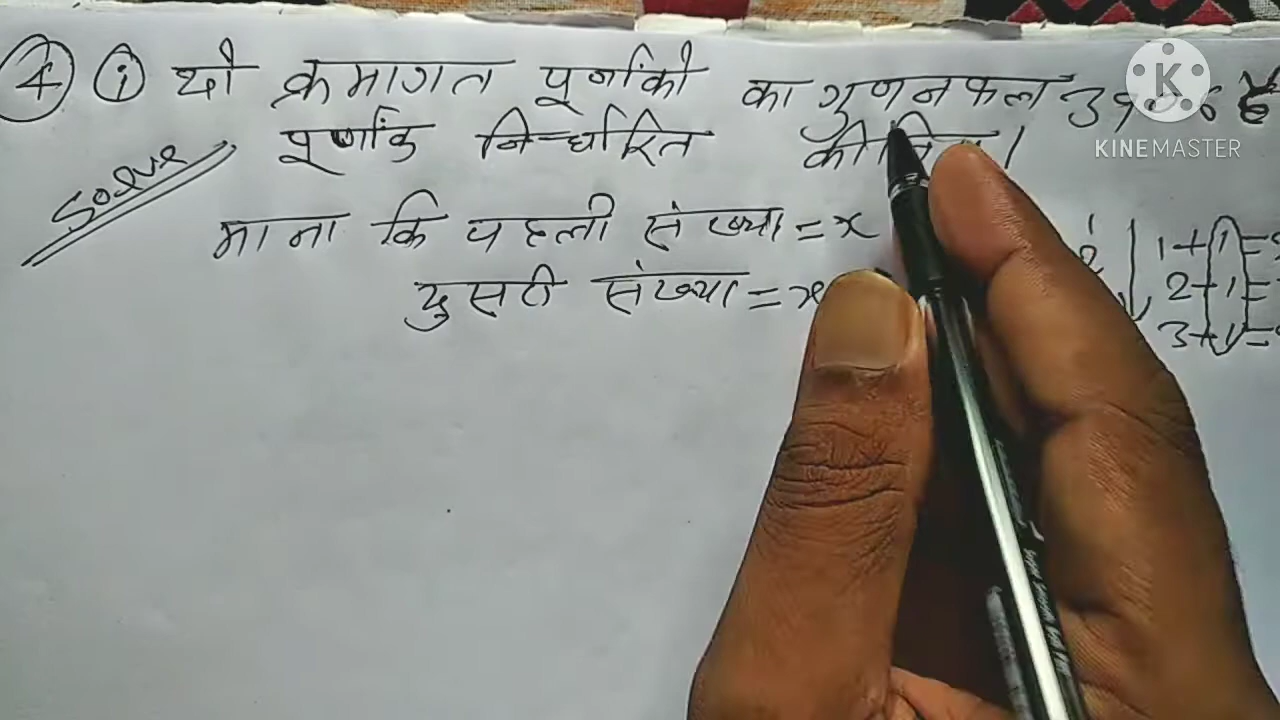 4 i दो क्रमागत पूर्णांको का गुणनफल
पूर्णांक निर्धारित
Solve
माना कि पहली संख्या = x
दुसरी संख्या = x
1+1=
2+1=
3+1=
K
KINEMASTER